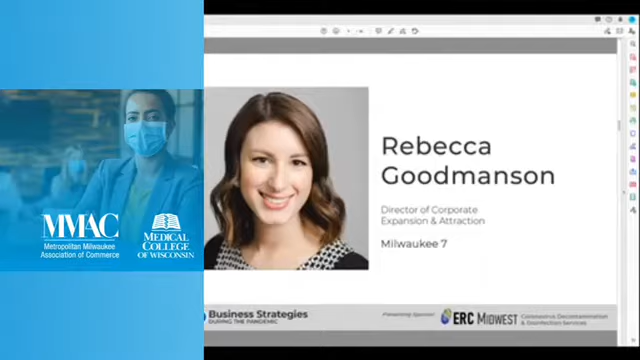 MMAC
Metropolitan Milwaukee
Association of Commerce
MEDICAL
COLLEGE
OF WISCONSIN
Rebecca
Goodmanson
Director of Corporate
Expansion & Attraction
Milwaukee 7
Business Strategies
DURING THE PANDEMIC
Presenting Sponsor
ERC MIDWEST
Coronavirus Decontamination
& Disinfection Services